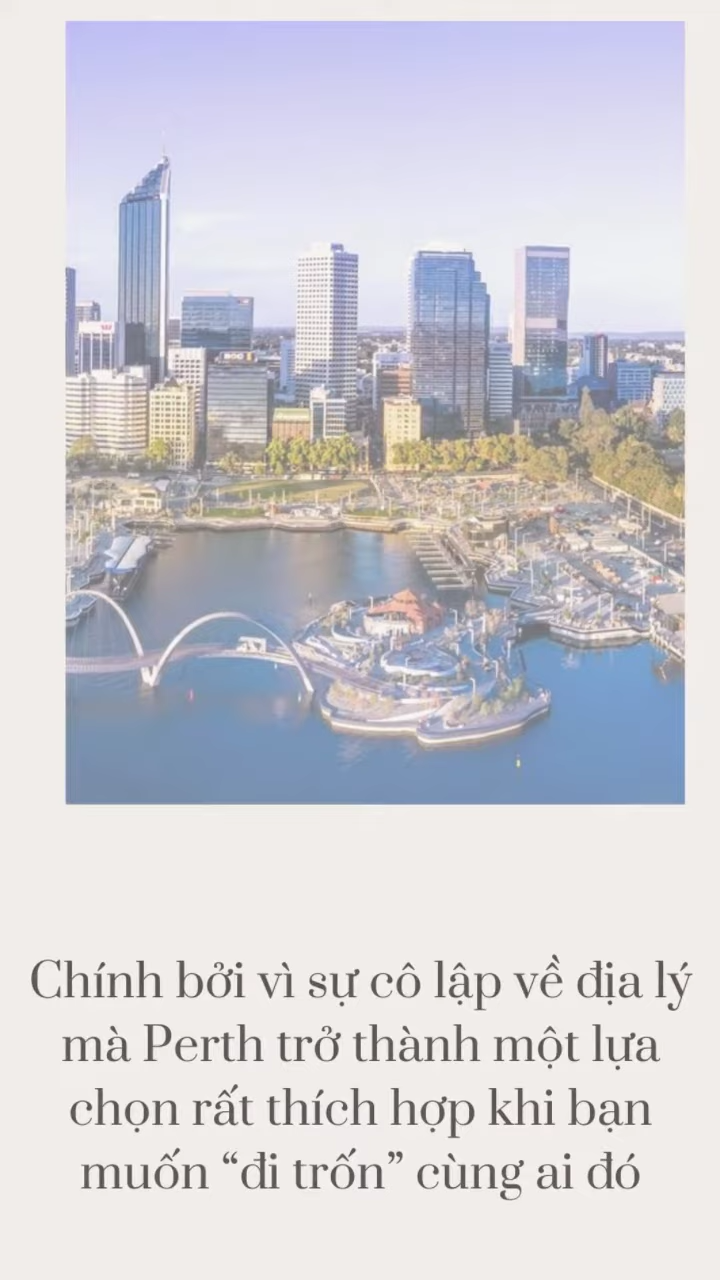 Chính bởi vì sự cô lập về địa lý
mà Perth trở thành một lựa
chọn rất thích hợp khi bạn
muốn “đi trốn” cùng ai đó